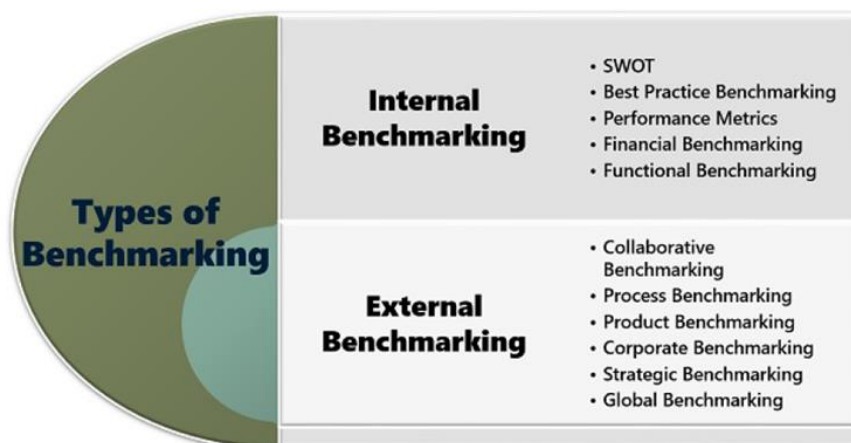 Types of
Benchmarking
Internal
Benchmarking
• SWOT
• Best Practice Benchmarking
• Performance Metrics
• Financial Benchmarking
• Functional Benchmarking
External
Benchmarking
• Collaborative
Benchmarking
• Process Benchmarking
• Product Benchmarking
• Corporate Benchmarking
• Strategic Benchmarking
• Global Benchmarking